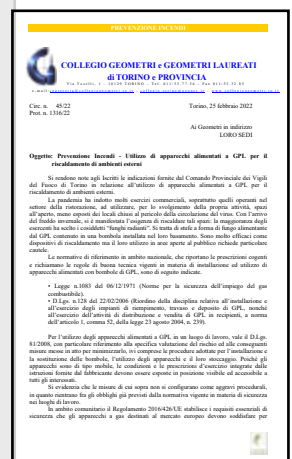 PREVENZIONE INCENDI
COLLEGIO GEOMETRI e GEOMETRI LAUREATI
di TORINO e PROVINCIA
Via Toselli, 1 - 10129 TORINO - Tel. 011/53.77.56 - Fax 011/53.32.85
Circ. n. 45/22
Torino, 25 febbraio 2022
Prot. n. 1316/22
Ai Geometri in indirizzo
LORO SEDI
Oggetto: Prevenzione Incendi - Utilizzo di apparecchi alimentati a GPL per il
riscaldamento di ambienti esterni
Si rendono note agli Iscritti le indicazioni fornite dal Comando Provinciale dei Vigili
del Fuoco di Torino in relazione all'utilizzo di apparecchi alimentati a GPL per il
riscaldamento di ambienti esterni.
La pandemia ha indotto molti esercizi commerciali, soprattutto quelli operanti nel
settore della ristorazione, ad utilizzare, per lo svolgimento della propria attività, spazi
all'aperto, meno esposti dei locali chiusi al pericolo della circolazione del virus. Con l'arrivo
del freddo invernale, si è manifestata l'esigenza di riscaldare tali spazi: la maggioranza degli
esercenti ha scelto i cosiddetti "funghi radianti". Si tratta di stufe a forma di fungo alimentate
dal GPL contenuto in una bombola installata nel loro basamento. Sono molto efficaci come
dispositivi di riscaldamento ma il loro utilizzo in aree aperte al pubblico richiede particolare
cautele.
Le normative di riferimento in ambito nazionale, che riportano le prescrizioni cogenti
e richiamano le regole di buona tecnica vigenti in materia di installazione ed utilizzo di
apparecchi alimentati con bombole di GPL, sono di seguito indicate.
• Legge n.1083 del 06/12/1971 (Norme per la sicurezza dell'impiego del gas
combustibile).
• D.Lgs. n.128 del 22/02/2006 (Riordino della disciplina relativa all'installazione e
all'esercizio degli impianti di riempimento, travaso e deposito di GPL, nonché
all'esercizio dell'attività di distribuzione e vendita di GPL in recipienti, a norma
dell'articolo 1, comma 52, della legge 23 agosto 2004, n. 239).
Per l'utilizzo degli apparecchi alimentati a GPL in un luogo di lavoro, vale il D.Lgs.
81/2008, con particolare riferimento alla specifica valutazione del rischio ed alle conseguenti
misure messe in atto per minimizzarlo, ivi comprese le procedure adottate per l'installazione e
la sostituzione delle bombole, l'utilizzo degli apparecchi e il loro stoccaggio. Poiché gli
apparecchi sono di tipo mobile, le condizioni e le prescrizioni d'esercizio integrate dalle
istruzioni fornite dal fabbricante devono essere esposte in posizione visibile ed accessibile a
tutti gli interessati.
Si evidenzia che le misure di cui sopra non si configurano come aggravi procedurali,
in quanto rientrano fra gli obblighi già previsti dalla normativa vigente in materia di sicurezza
nei luoghi di lavoro.
In ambito comunitario il Regolamento 2016/426/UE stabilisce i requisiti essenziali di
sicurezza che gli apparecchi a gas destinati al mercato europeo devono soddisfare per